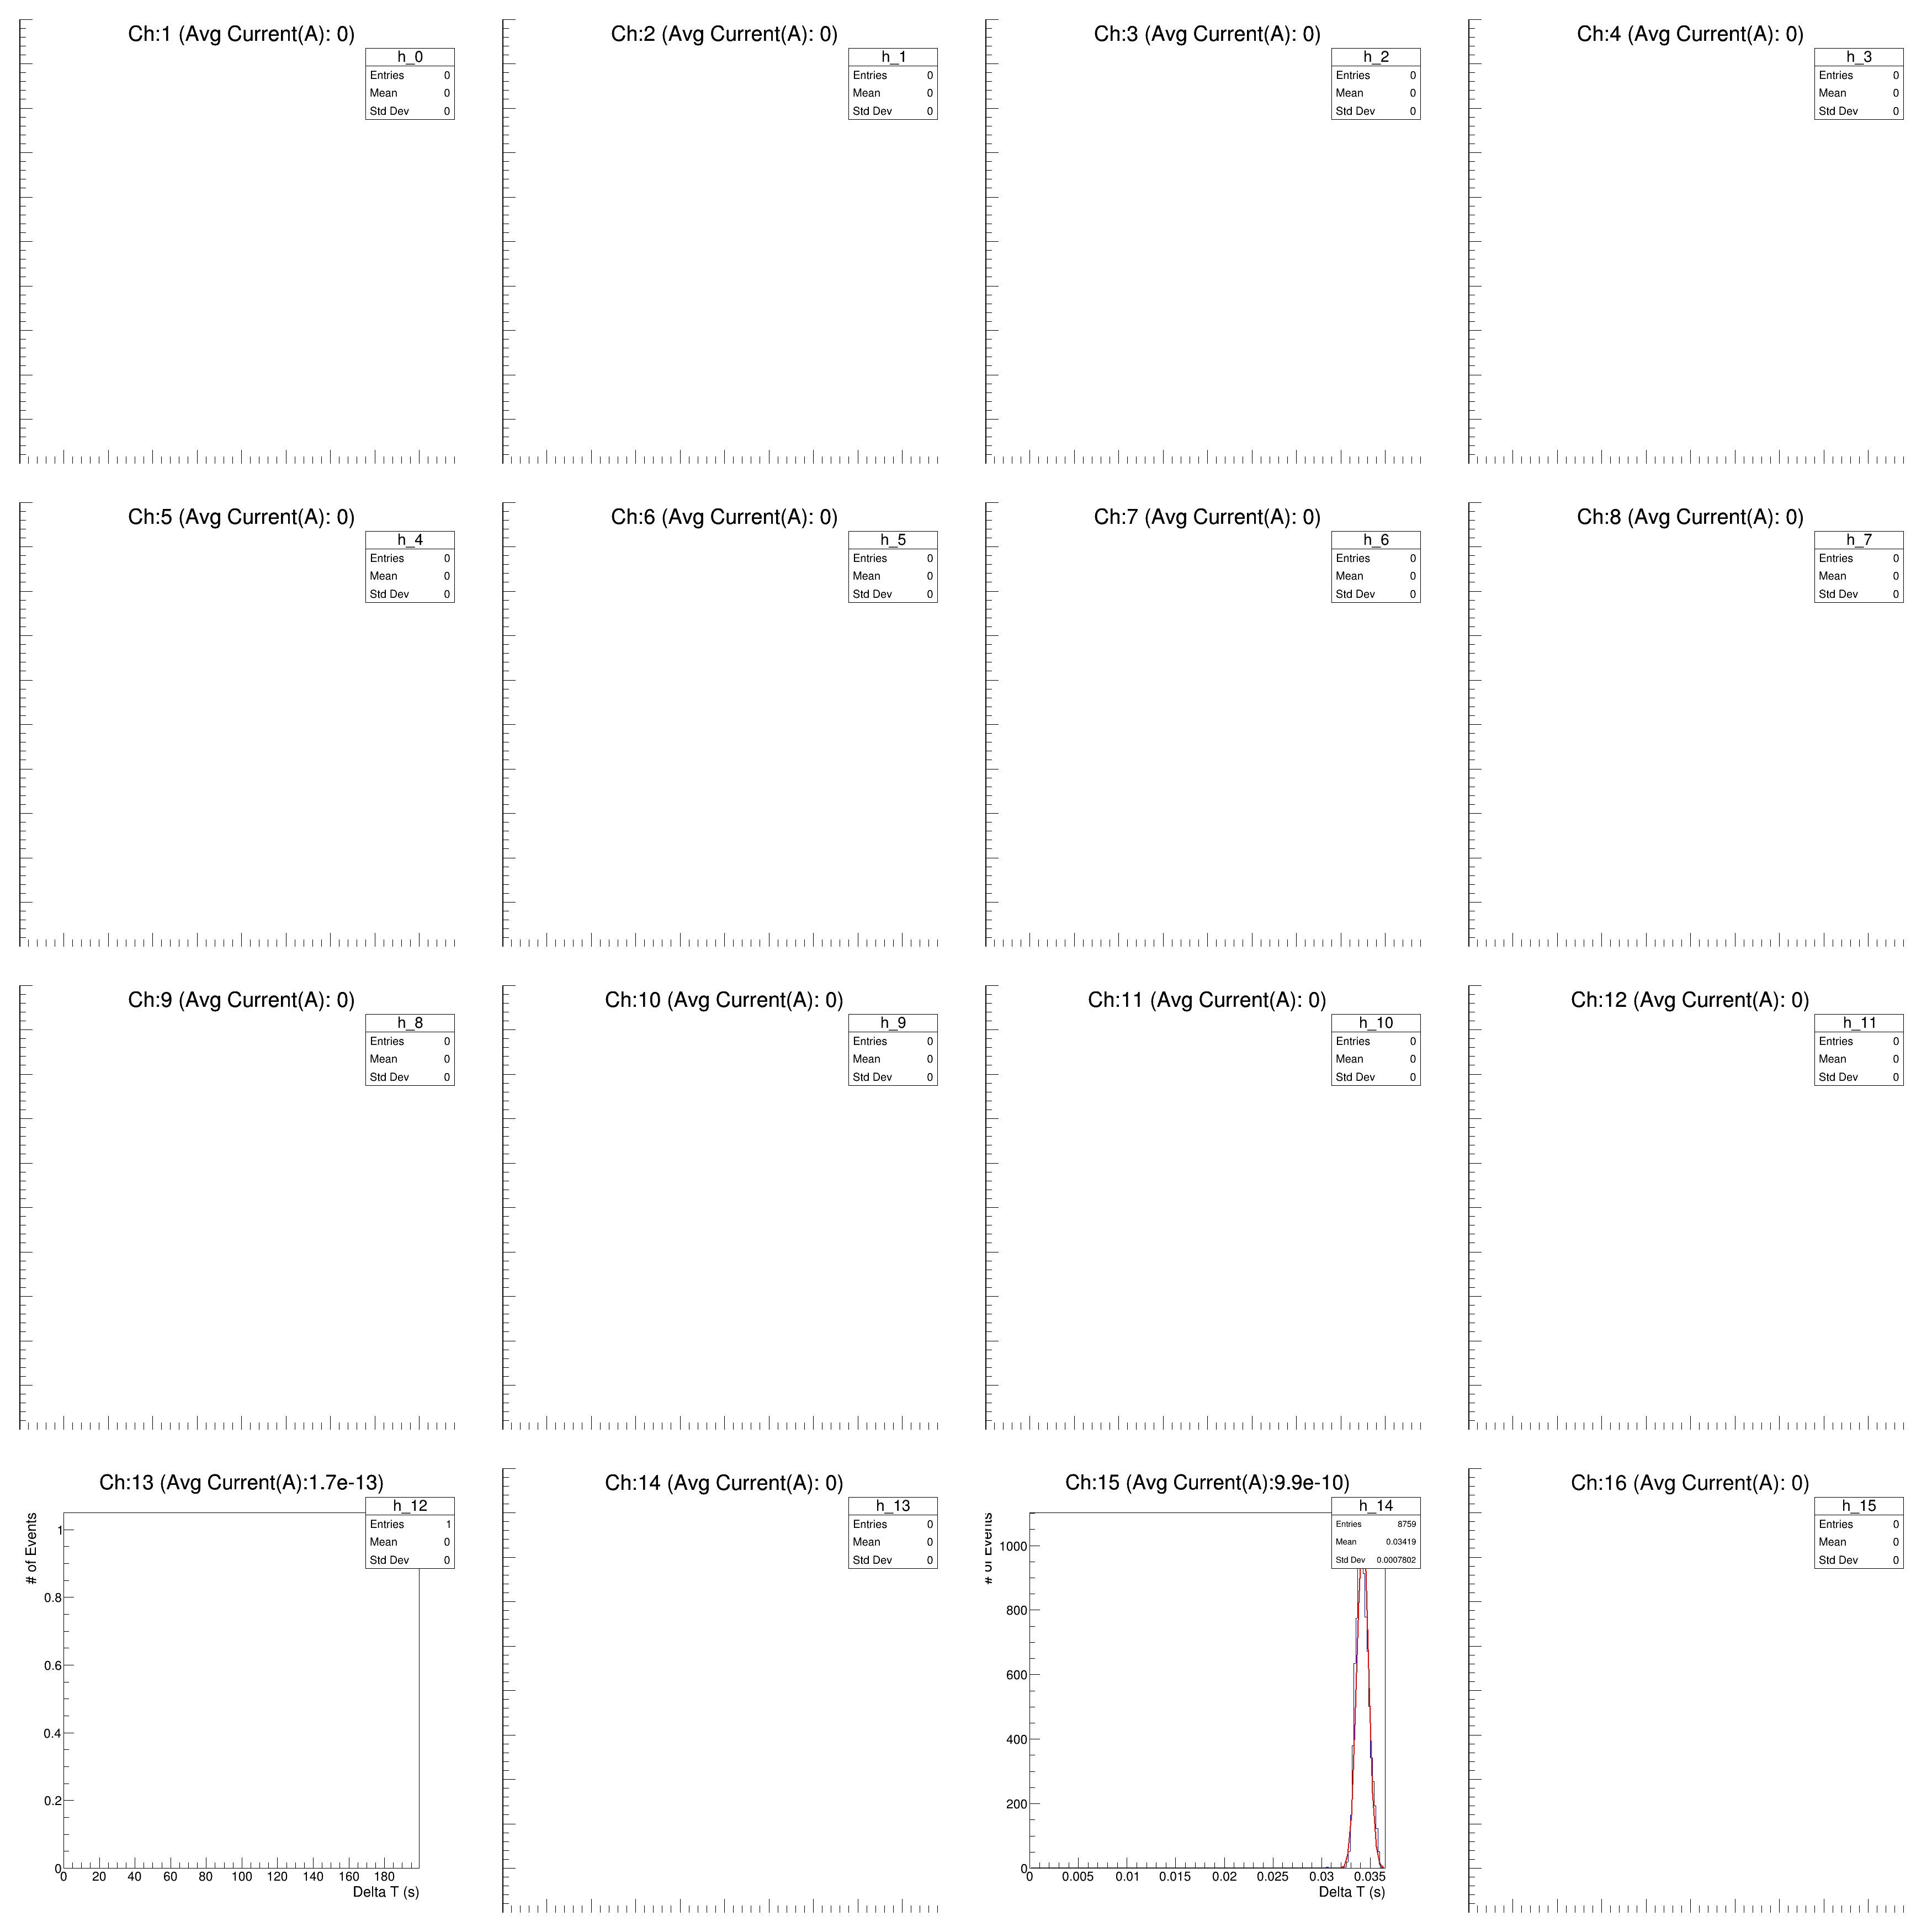 Ch:1 (Avg Current(A): 0)
h_0
Entries 0
Mean 0
Std Dev 0
Ch:2 (Avg Current(A): 0)
h_1
Entries 0
Mean 0
Std Dev 0
Ch:3 (Avg Current(A): 0)
h_2
Entries 0
Mean 0
Std Dev 0
Ch:4 (Avg Current(A): 0)
h_3
Entries 0
Mean 0
Std Dev 0
Ch:5 (Avg Current(A): 0)
h_4
Entries 0
Mean 0
Std Dev 0
Ch:6 (Avg Current(A): 0)
h_5
Entries 0
Mean 0
Std Dev 0
Ch:7 (Avg Current(A): 0)
h_6
Entries 0
Mean 0
Std Dev 0
Ch:8 (Avg Current(A): 0)
h_7
Entries 0
Mean 0
Std Dev 0
Ch:9 (Avg Current(A): 0)
h_8
Entries 0
Mean 0
Std Dev 0
Ch:10 (Avg Current(A): 0)
h_9
Entries 0
Mean 0
Std Dev 0
Ch:11 (Avg Current(A): 0)
h_10
Entries 0
Mean 0
Std Dev 0
Ch:12 (Avg Current(A): 0)
h_11
Entries 0
Mean 0
Std Dev 0
Ch:13 (Avg Current(A):1.7e-13)
h_12
Entries 1
Mean 0
Std Dev 0
# of Events
1
0.8
0.6
0.4
0.2
0
0 20 40 60 80 100 120 140 160 180
Delta T (s)
Ch:14 (Avg Current(A): 0)
h_13
Entries 0
Mean 0
Std Dev 0
Ch:15 (Avg Current(A):9.9e-10)
h_14
Entries 8759
Mean 0.03419
Std Dev 0.0007802
# of Events
1000
800
600
400
200
0
0 0.005 0.01 0.015 0.02 0.025 0.03 0.035
Delta T (s)
Ch:16 (Avg Current(A): 0)
h_15
Entries 0
Mean 0
Std Dev 0